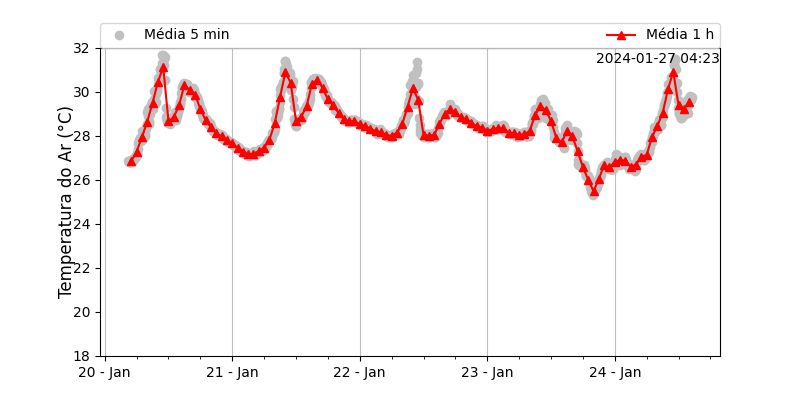 Média 5 min
Média 1 h
2024-01-27 04:23
Temperatura do Ar (°C)
32
30
28
26
24
22
20
18
20 - Jan
21 - Jan
22 - Jan
23 - Jan
24 - Jan